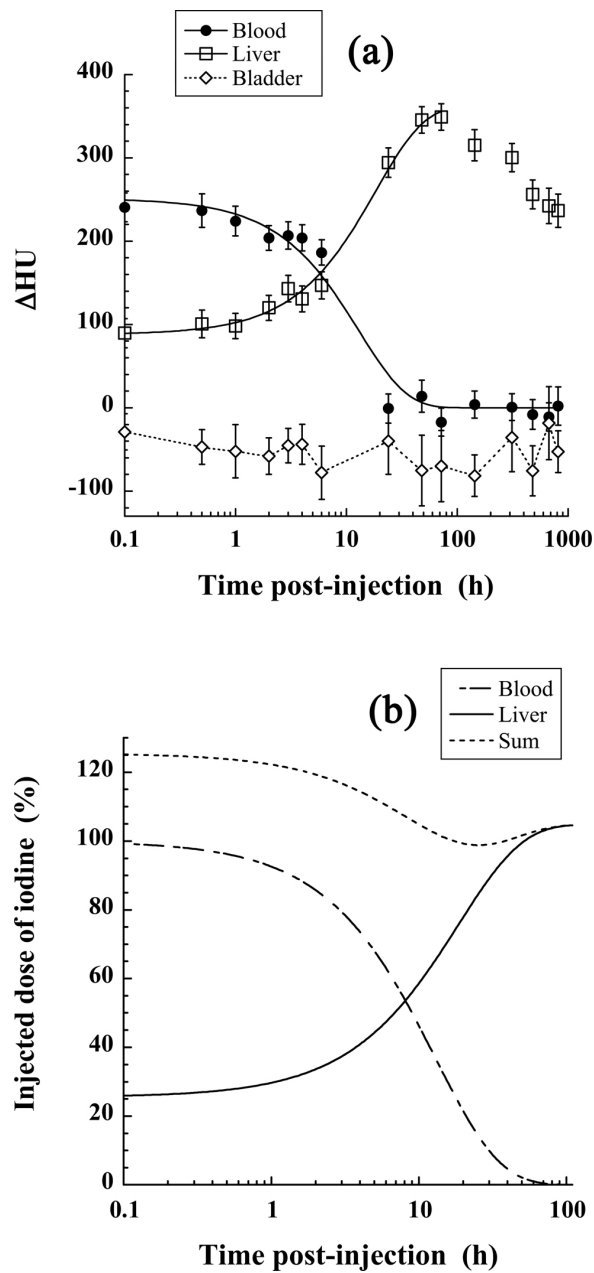 Blood
Liver
Bladder
(a)
400
300
200
100
0
-100
ΔHU
0.1
1
10
100
1000
Time post-injection (h)
Blood
Liver
Sum
(b)
120
100
80
60
40
20
0
Injected dose of iodine (%)
0.1
1
10
100
Time post-injection (h)